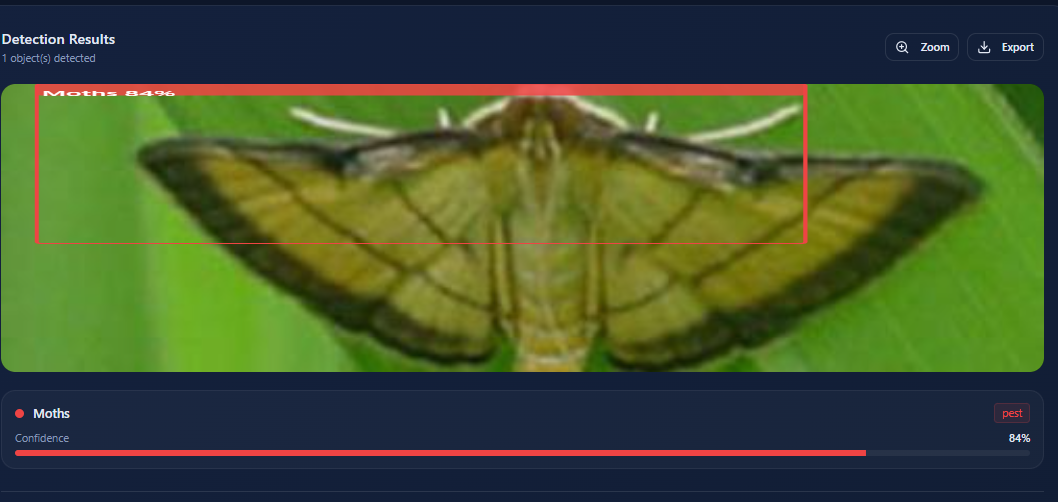 Detection Results
1 object(s) detected
Zoom
Export
Moths 84%
Moths
pest
Confidence
84%